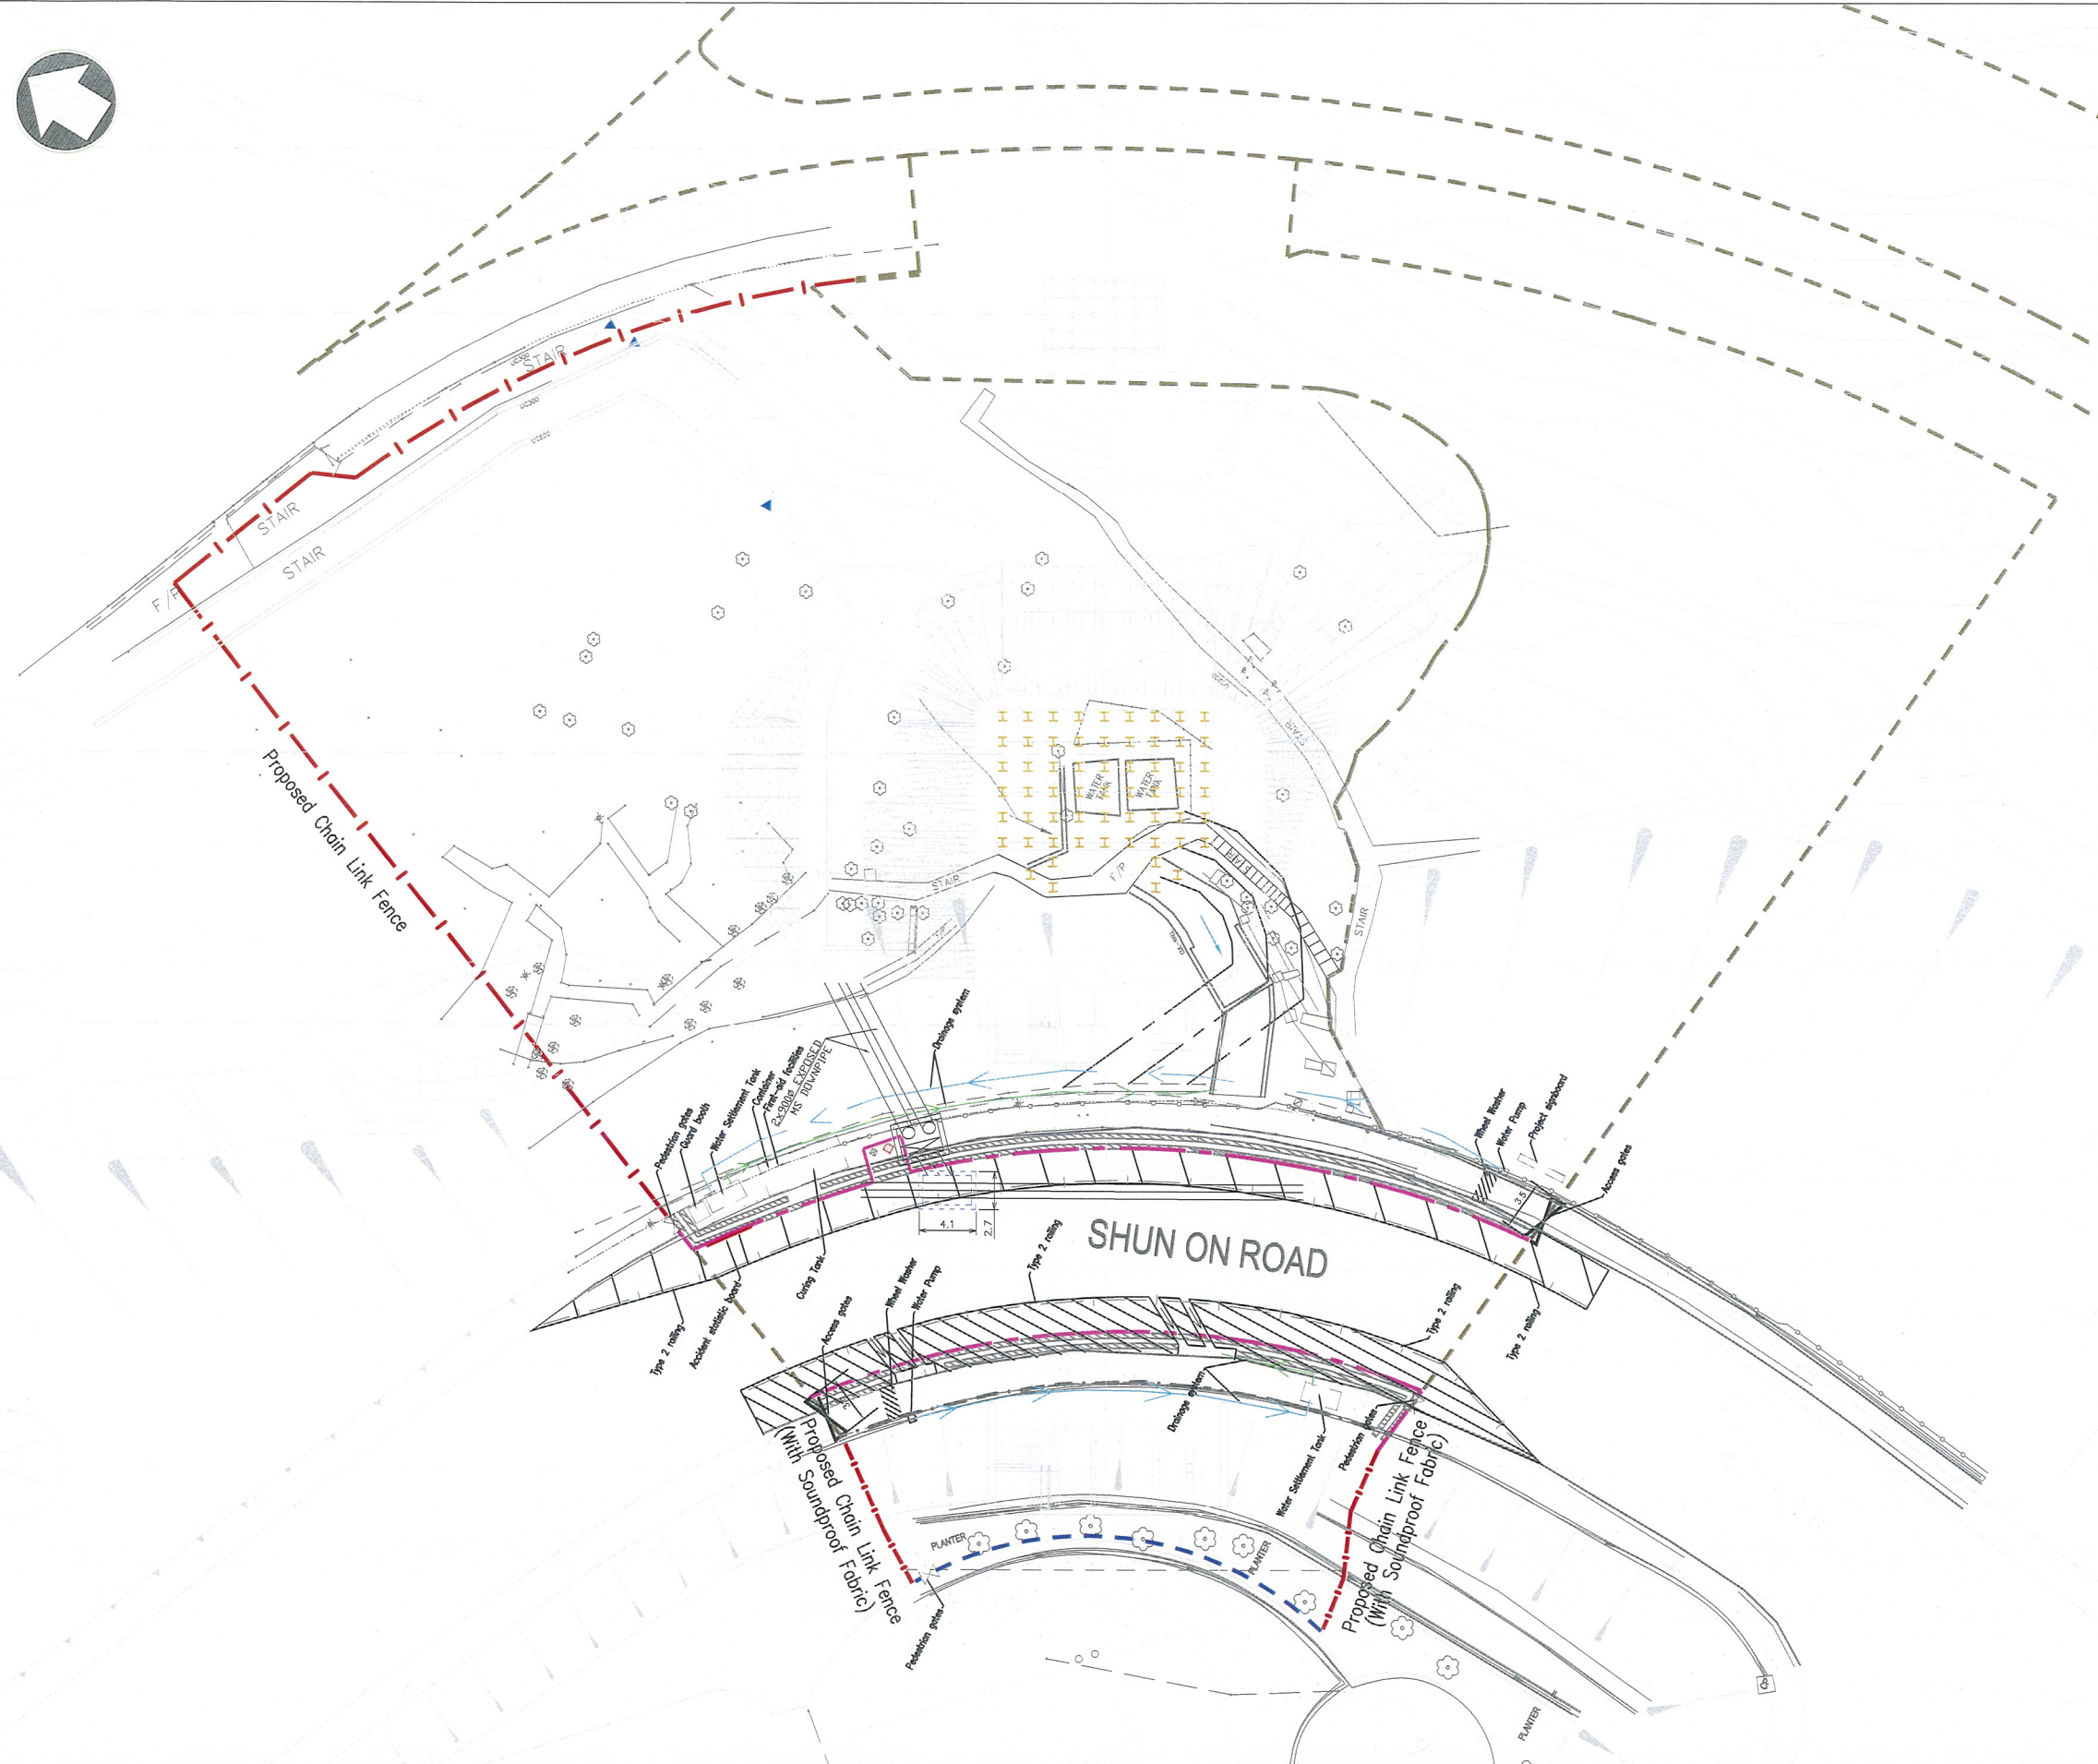 UC300
STAIR
UC300
UC600
STAIR
STAIR
F/P
Proposed Chain Link Fence
STAIR
WATER
TANK
WATER
TANK
STAIR
F/P
STAIR
STAIR
Drainage system
2x900Ø EXPOSED
MS DOWNPIPE
First-aid facilities
Container
Water Settlement Tank
Guard booth
Pedestrian gates
Wheel Washer
Water Pump
Project signboard
Access gates
3.5
4.1
2.7
SHUN ON ROAD
Type 2 railing
Accident statistic board
Curing Tank
Access gates
Wheel Washer
Water Pump
Type 2 railing
Type 2 railing
Type 2 railing
Drainage system
Water Settlement Tank
Pedestrian gates
Proposed Chain Link Fence
(With Soundproof Fabric)
Proposed Chain Link Fence
(With Soundproof Fabric)
PLANTER
PLANTER
Pedestrian gates
PLANTER